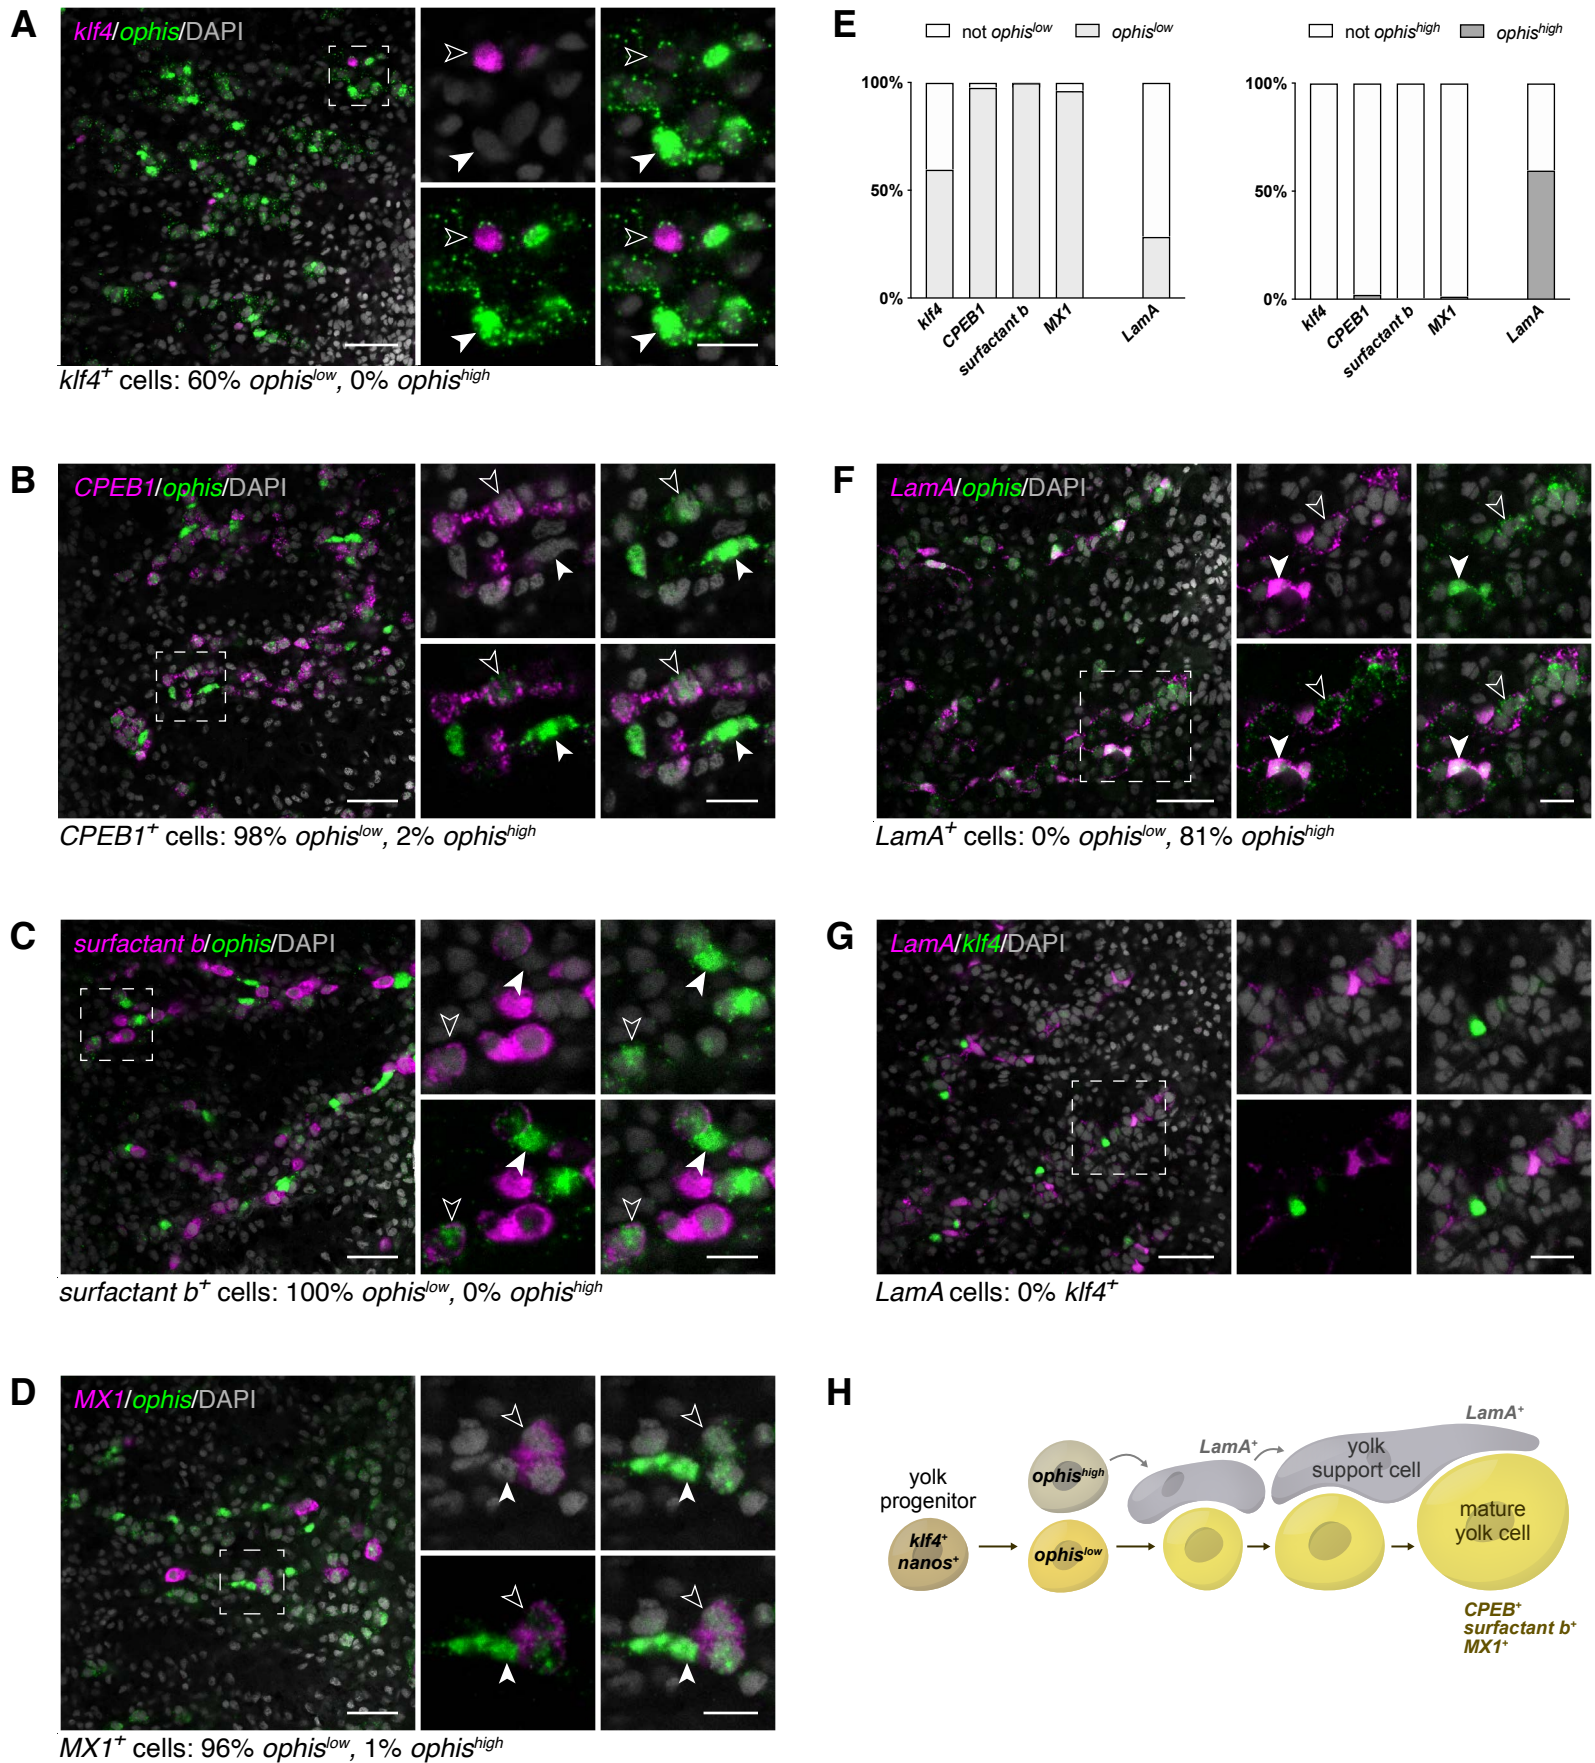 A
klf4/ophis/DAPI
klf4+ cells: 60% ophislow, 0% ophishigh
B
CPEB1/ophis/DAPI
CPEB1+ cells: 98% ophislow, 2% ophishigh
C
surfactant b/ophis/DAPI
surfactant b+ cells: 100% ophislow, 0% ophishigh
D
MX1/ophis/DAPI
MX1+ cells: 96% ophislow, 1% ophishigh
E
not ophislow
ophislow
100%
50%
0%
klf4
CPEB1
surfactant b
MX1
LamA
not ophishigh
ophishigh
100%
50%
0%
klf4
CPEB1
surfactant b
MX1
LamA
F
LamA/ophis/DAPI
LamA+ cells: 0% ophislow, 81% ophishigh
G
LamA/klf4/DAPI
LamA cells: 0% klf4+
H
yolk
progenitor
klf4+
nanos+
ophishigh
ophislow
LamA+
LamA+
yolk
support cell
mature
yolk cell
CPEB+
surfactant b+
MX1+